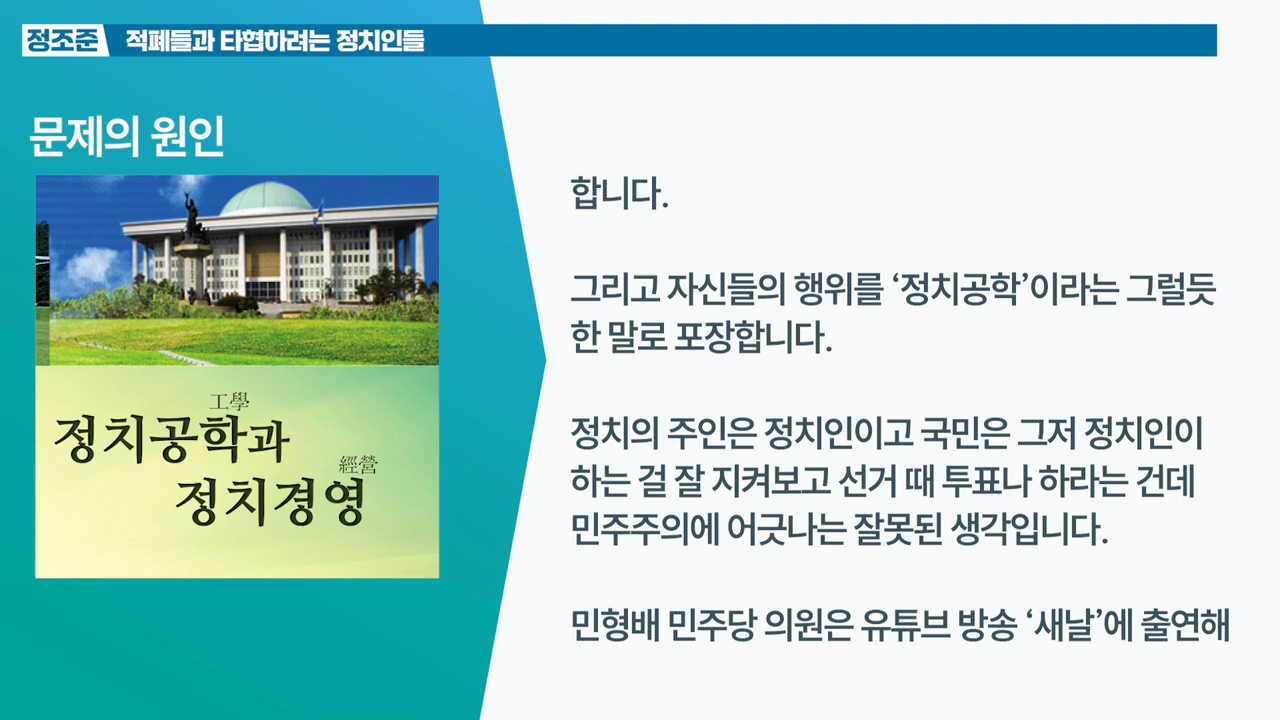 정조준 적폐들과 타협하려는 정치인들
문제의 원인
工學
정치공학과
經營
정치경영
합니다.
그리고 자신들의 행위를 ‘정치공학’이라는 그럴듯
한 말로 포장합니다.
정치의 주인은 정치인이고 국민은 그저 정치인이
하는 걸 잘 지켜보고 선거 때 투표나 하라는 건데
민주주의에 어긋나는 잘못된 생각입니다.
민형배 민주당 의원은 유튜브 방송 ‘새날’에 출연해